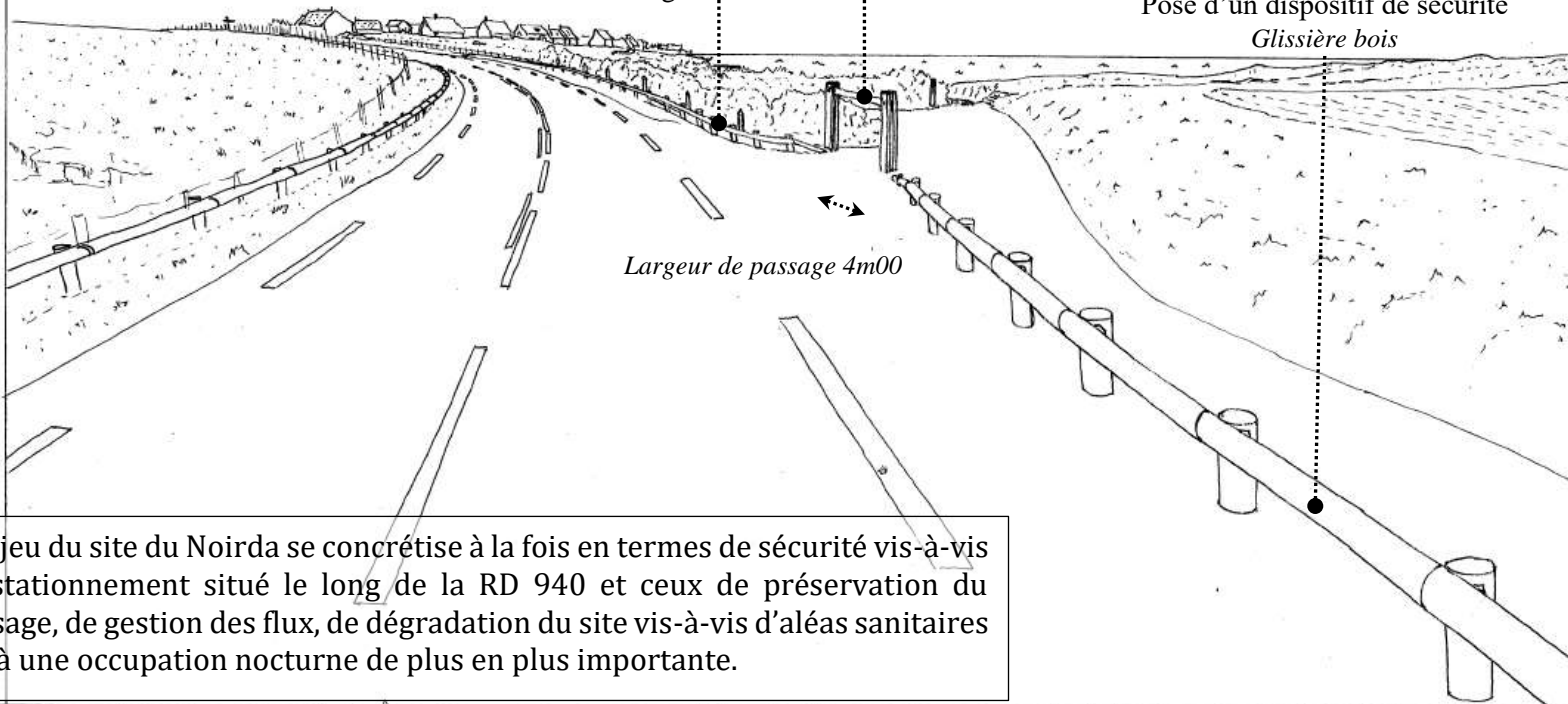 Pose d'un dispositif de sécurité
Glissière bois
Largeur de passage 4m00
jeu du site du Noirda se concrétise à la fois en termes de sécurité vis-à-vis
stationnement situé le long de la RD 940 et ceux de préservation du
sage, de gestion des flux, de dégradation du site vis-à-vis d'aléas sanitaires
à une occupation nocturne de plus en plus importante.